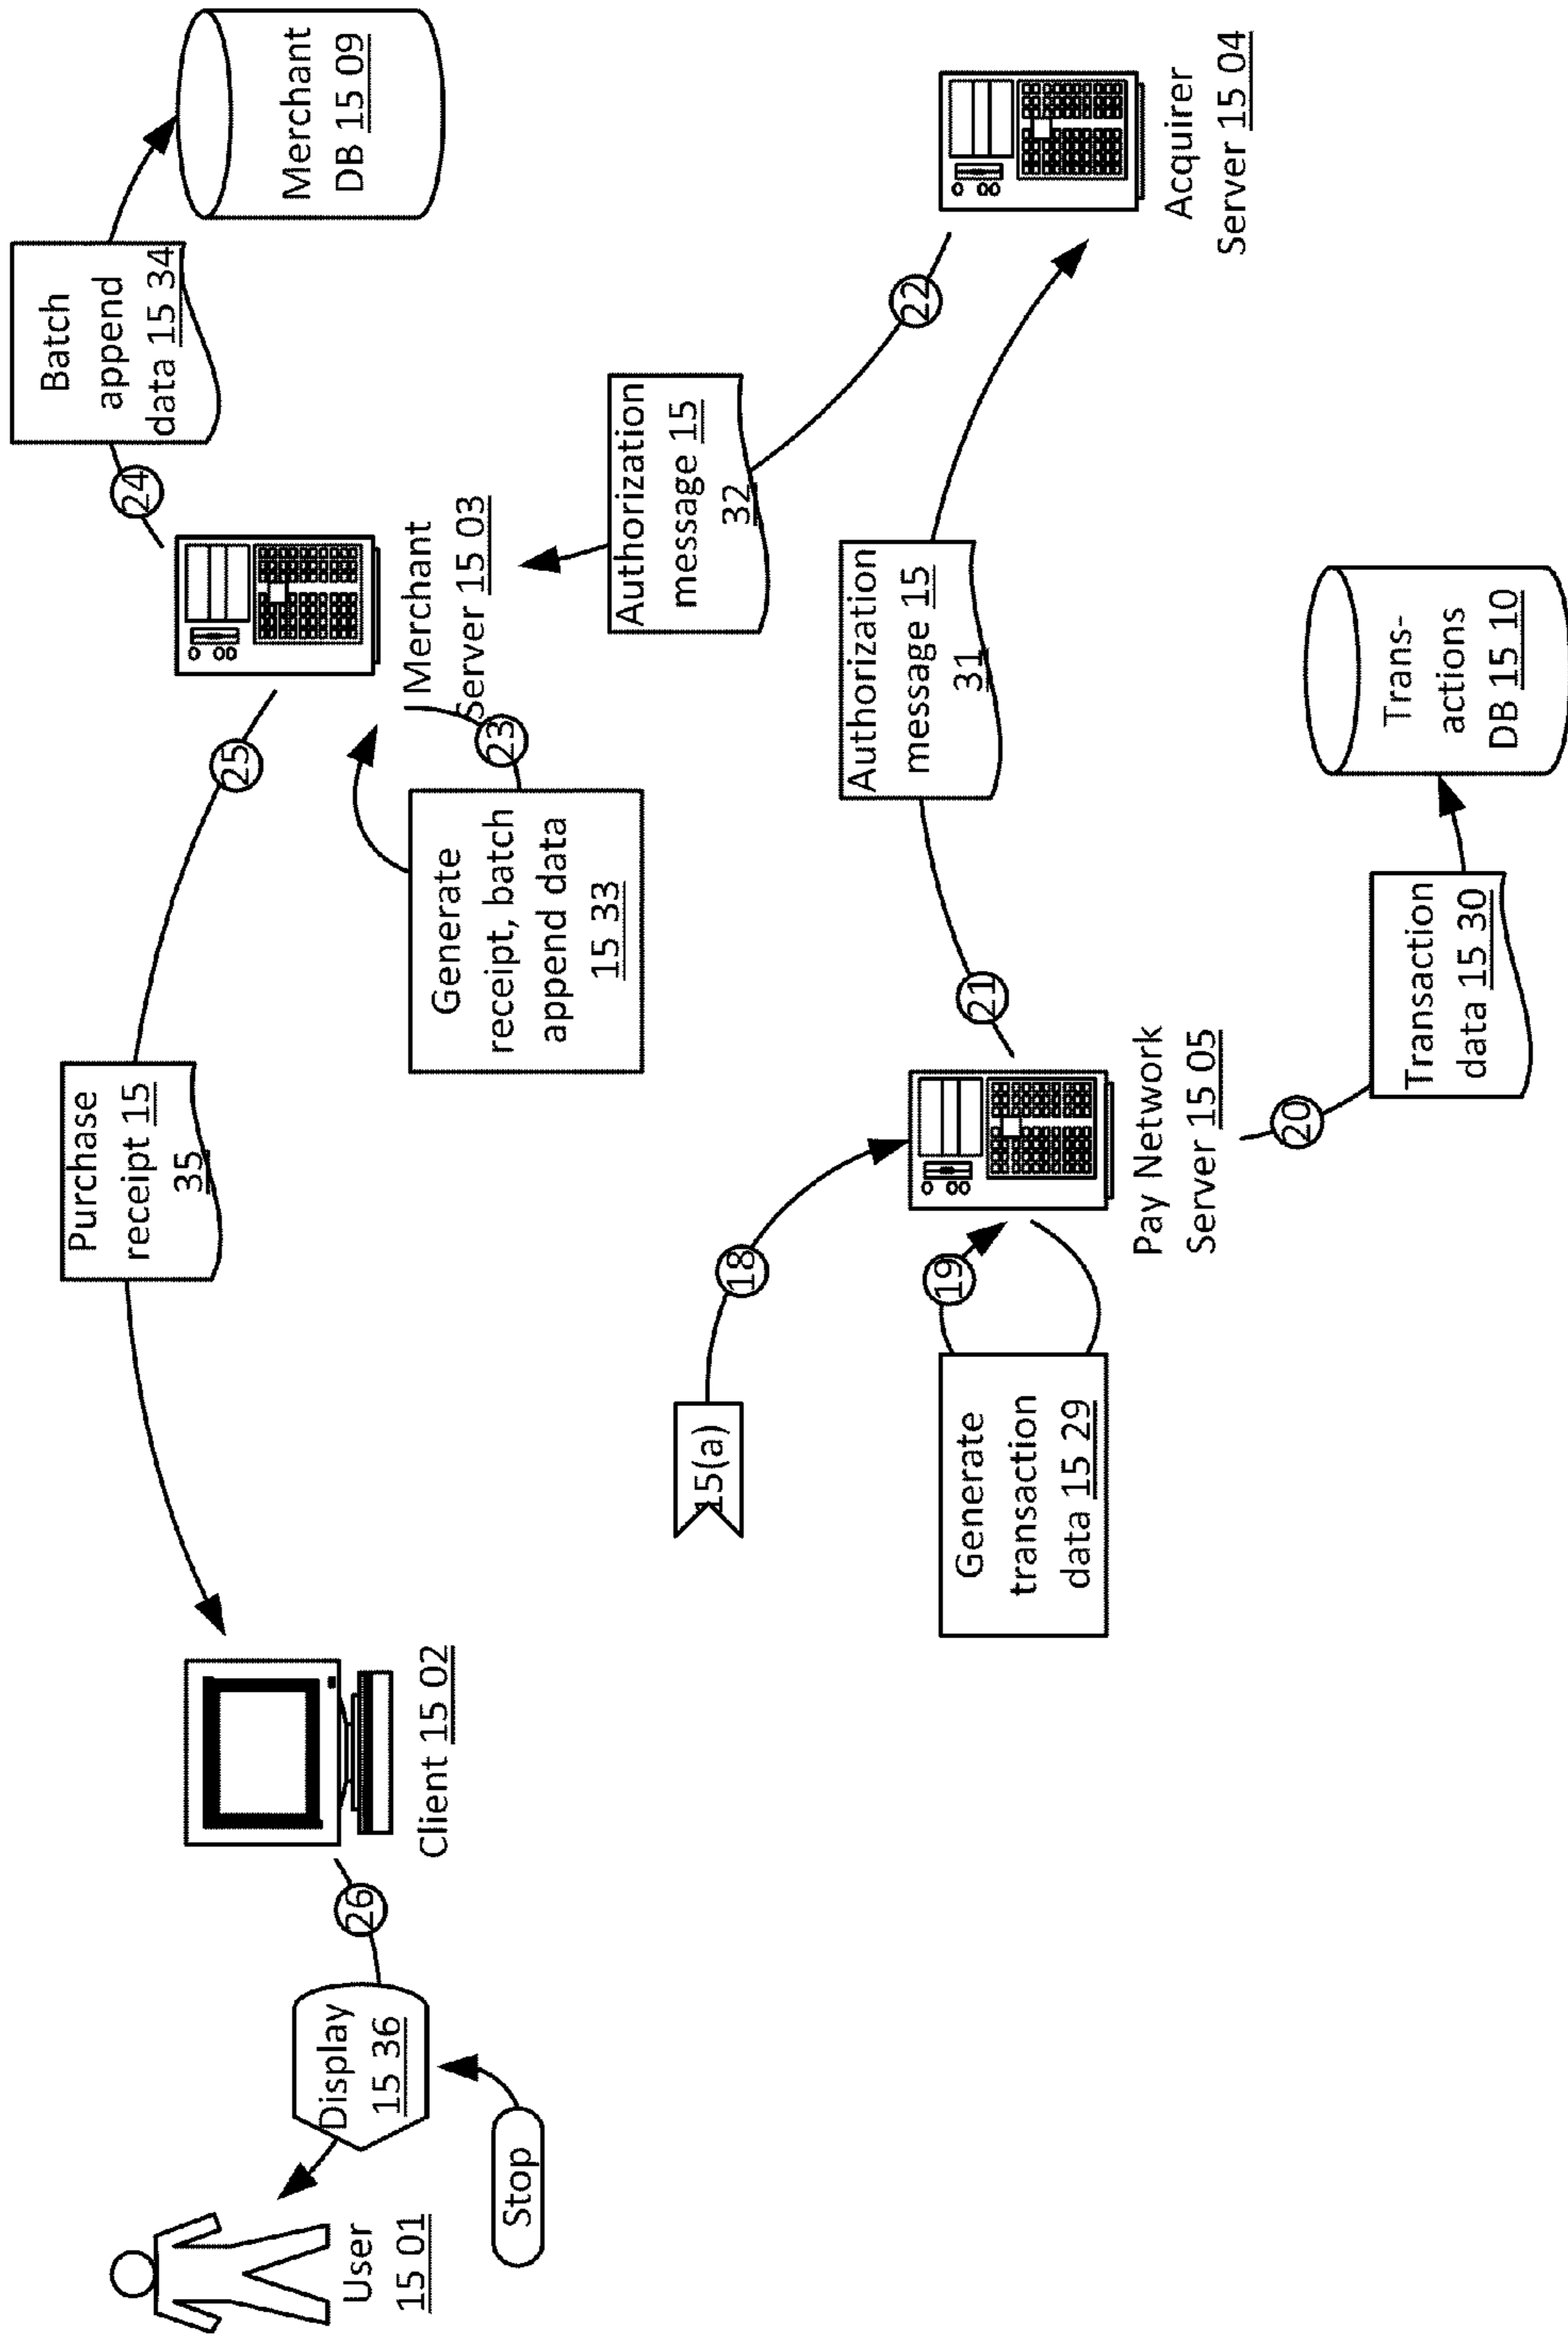 User
15 01
Display
15 36
Stop
26
Client 15 02
Purchase
receipt 15
35
25
Merchant
Server 15 03
24
Batch
append
data 15 34
Merchant
DB 15 09
23
Generate
receipt, batch
append data
15 33
Authorization
message 15
32
22
Acquirer
Server 15 04
15(a)
18
Generate
transaction
data 15 29
19
Pay Network
Server 15 05
21
Authorization
message 15
31
20
Transaction
data 15 30
Trans-
actions
DB 15 10